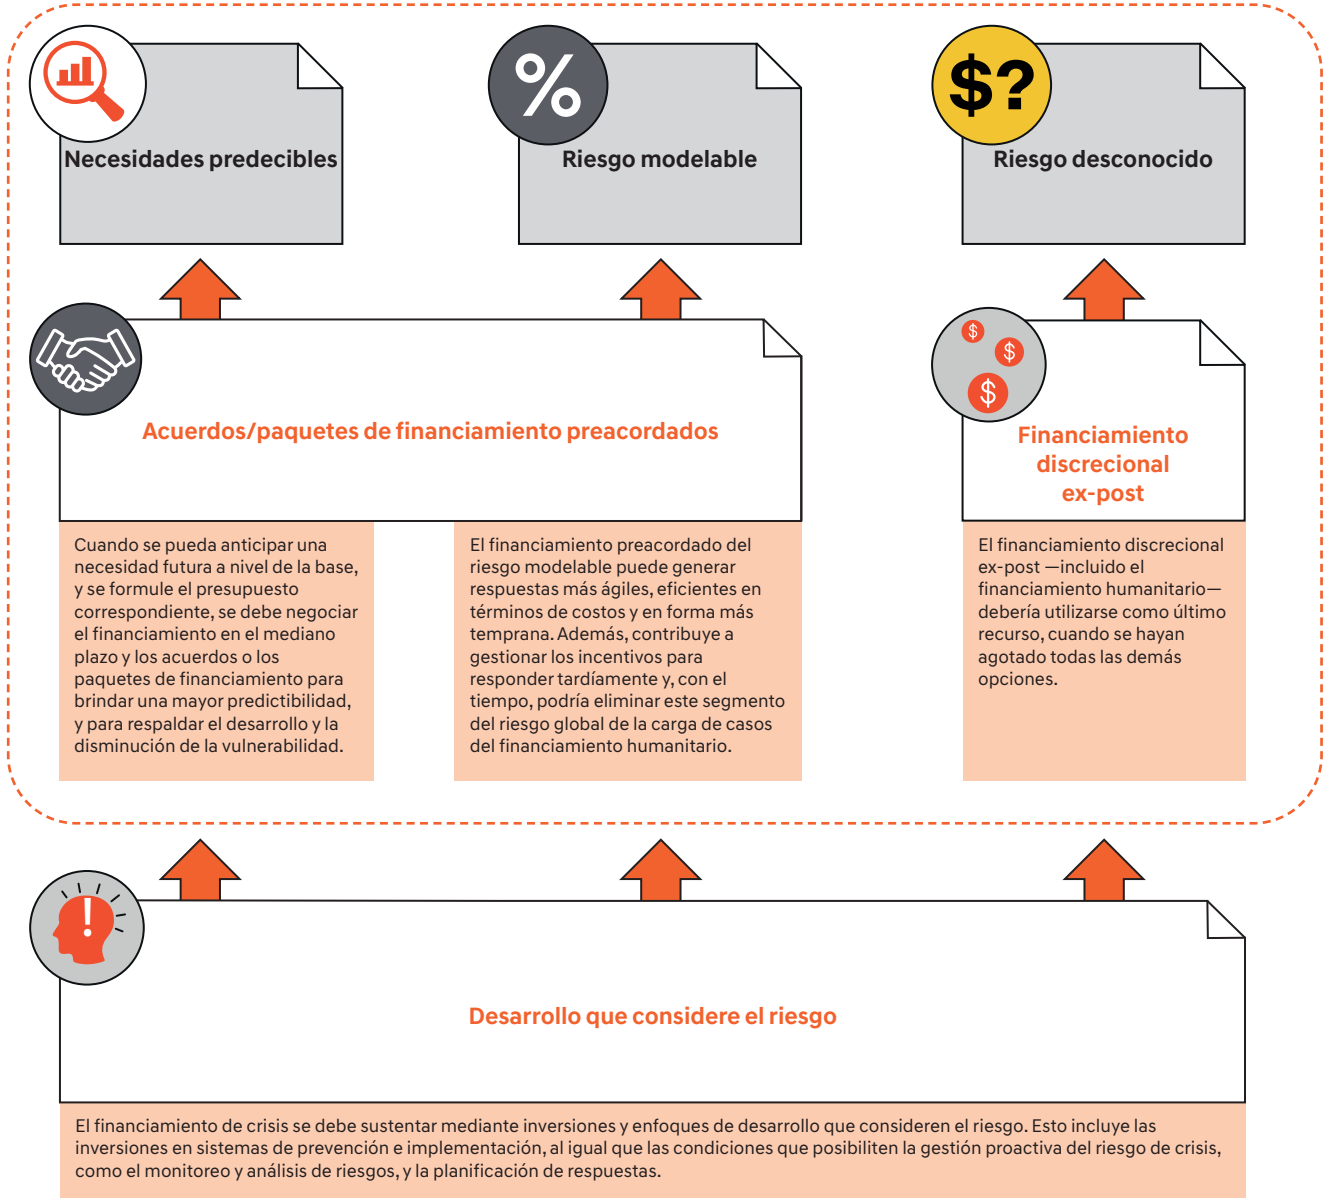 %
$?
Necesidades predecibles
Riesgo modelable
Riesgo desconocido
$
$
$
Acuerdos/paquetes de financiamiento preacordados
Financiamiento
discrecional
ex-post
Cuando se pueda anticipar una
necesidad futura a nivel de la base,
y se formule el presupuesto
correspondiente, se debe negociar
el financiamiento en el mediano
plazo y los acuerdos o los
paquetes de financiamiento para
brindar una mayor predictibilidad,
y para respaldar el desarrollo y la
disminución de la vulnerabilidad.
El financiamiento preacordado del
riesgo modelable puede generar
respuestas más ágiles, eficientes en
términos de costos y en forma más
temprana. Además, contribuye a
gestionar los incentivos para
responder tardíamente y, con el
tiempo, podría eliminar este segmento
del riesgo global de la carga de casos
del financiamiento humanitario.
El financiamiento discrecional
ex-post —incluido el
financiamiento humanitario—
debería utilizarse como último
recurso, cuando se hayan
agotado todas las demás
opciones.
!
Desarrollo que considere el riesgo
El financiamiento de crisis se debe sustentar mediante inversiones y enfoques de desarrollo que consideren el riesgo. Esto incluye las
inversiones en sistemas de prevención e implementación, al igual que las condiciones que posibiliten la gestión proactiva del riesgo de crisis,
como el monitoreo y análisis de riesgos, y la planificación de respuestas.